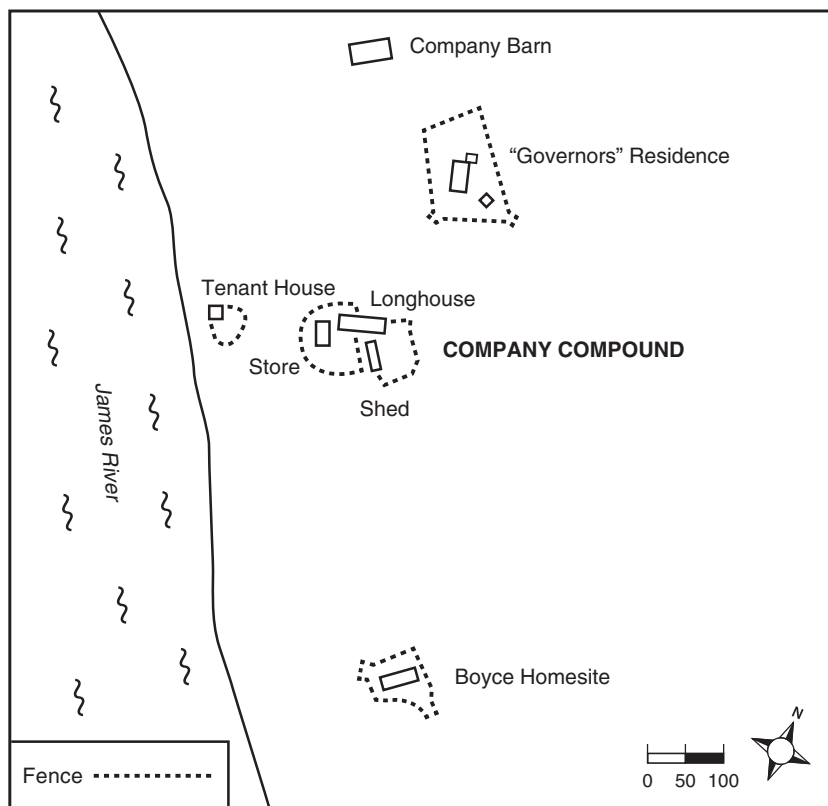 Company Barn
“Governors” Residence
Tenant House
Longhouse
COMPANY COMPOUND
Store
Shed
James River
Boyce Homesite
N
Fence
0 50 100